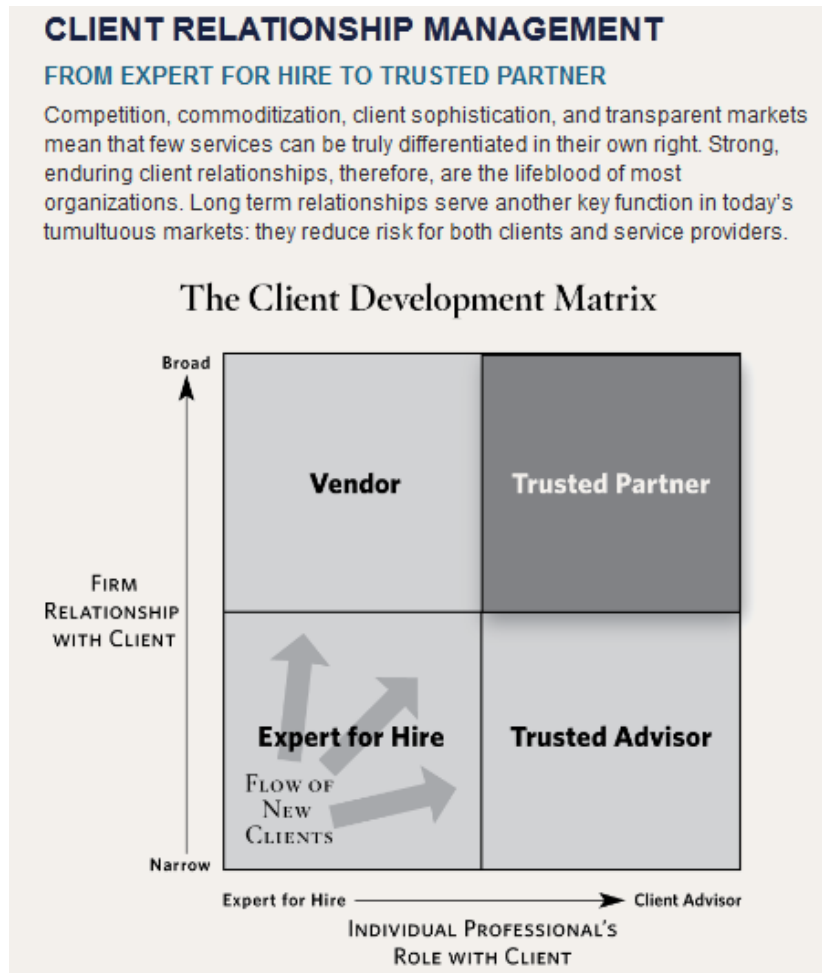 CLIENT RELATIONSHIP MANAGEMENT
FROM EXPERT FOR HIRE TO TRUSTED PARTNER
Competition, commoditization, client sophistication, and transparent markets
mean that few services can be truly differentiated in their own right. Strong,
enduring client relationships, therefore, are the lifeblood of most
organizations. Long term relationships serve another key function in today's
tumultuous markets: they reduce risk for both clients and service providers.
The Client Development Matrix
Broad
Vendor
Trusted Partner
FIRM
RELATIONSHIP
WITH CLIENT
Expert for Hire
Trusted Advisor
FLOW OF
NEW
CLIENTS
Narrow
Expert for Hire
Client Advisor
INDIVIDUAL PROFESSIONAL'S
ROLE WITH CLIENT